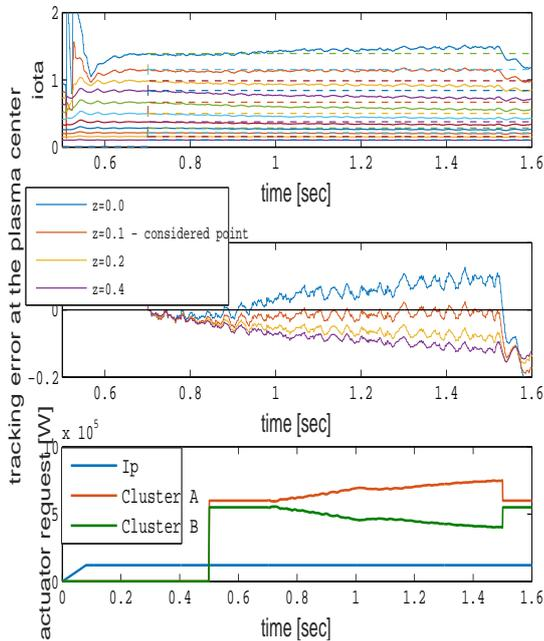 2
1
0
iota
0.6
0.8
1
1.2
1.4
1.6
time [sec]
z=0.0
z=0.1 - considered point
z=0.2
z=0.4
0
-0.2
tracking error at the plasma center
0.6
0.8
1
1.2
1.4
1.6
time [sec]
x 10^5
10
5
0
actuator request [W]
Ip
Cluster A
Cluster B
0
0.2
0.4
0.6
0.8
1
1.2
1.4
1.6
time [sec]